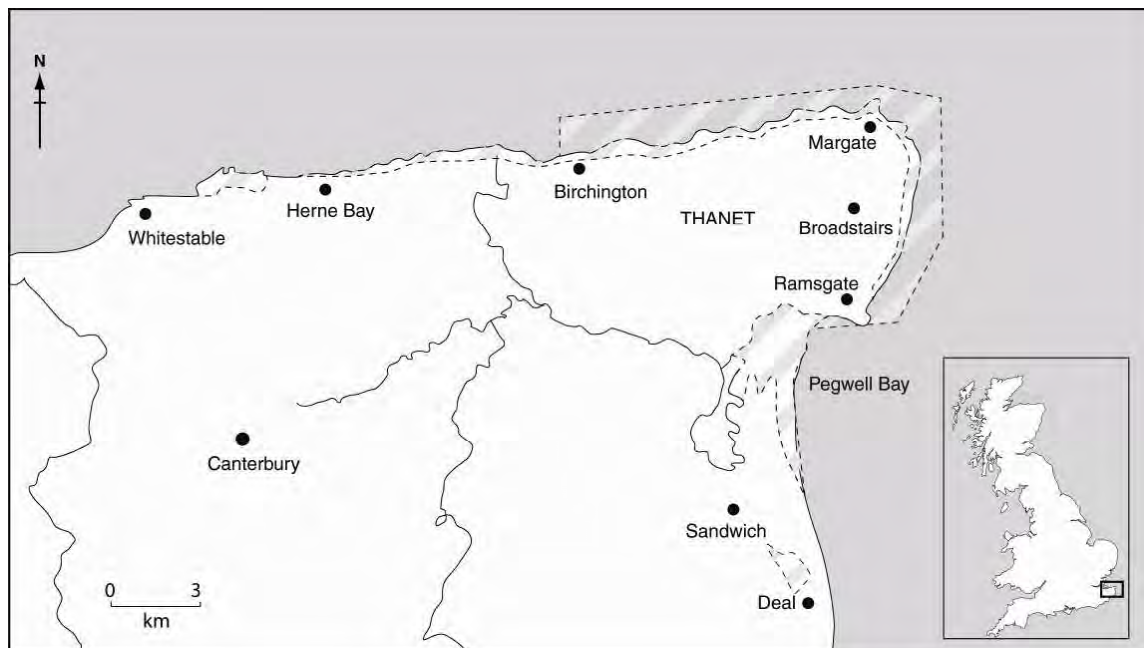 N
Margate
Birchington
THANET
Herne Bay
Broadstairs
Whitestable
Ramsgate
Pegwell Bay
Canterbury
Sandwich
0 3
km
Deal